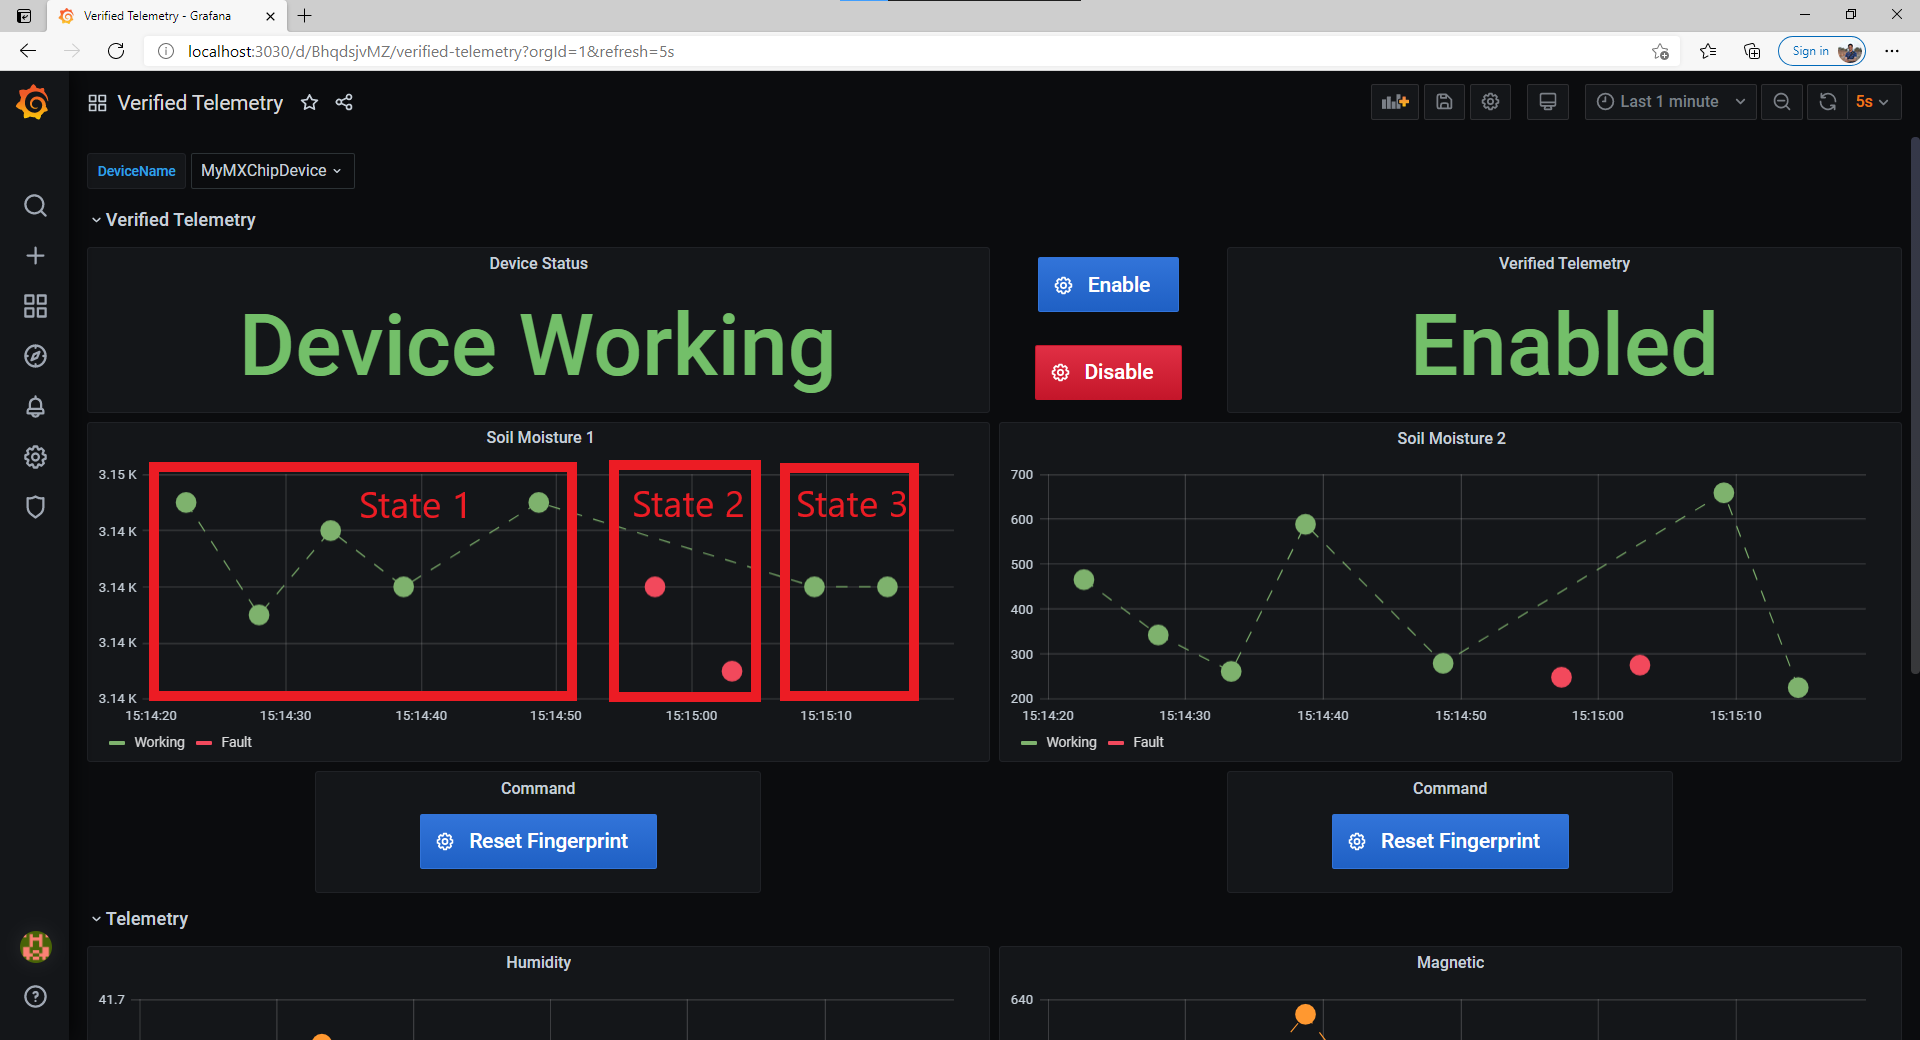 Verified Telemetry - Grafana
localhost:3030/d/BhqdsjvMZ/verified-telemetry?orgId=1&refresh=5s
Sign in
Verified Telemetry
Last 1 minute
5s
DeviceName
MyMXChipDevice
Verified Telemetry
Device Status
Device Working
Enable
Disable
Verified Telemetry
Enabled
Soil Moisture 1
3.15 K
3.14 K
3.14 K
3.14 K
3.14 K
State 1
State 2
State 3
15:14:20
15:14:30
15:14:40
15:14:50
15:15:00
15:15:10
Working
Fault
Soil Moisture 2
700
600
500
400
300
200
15:14:20
15:14:30
15:14:40
15:14:50
15:15:00
15:15:10
Working
Fault
Command
Reset Fingerprint
Command
Reset Fingerprint
Telemetry
Humidity
41.7
Magnetic
640